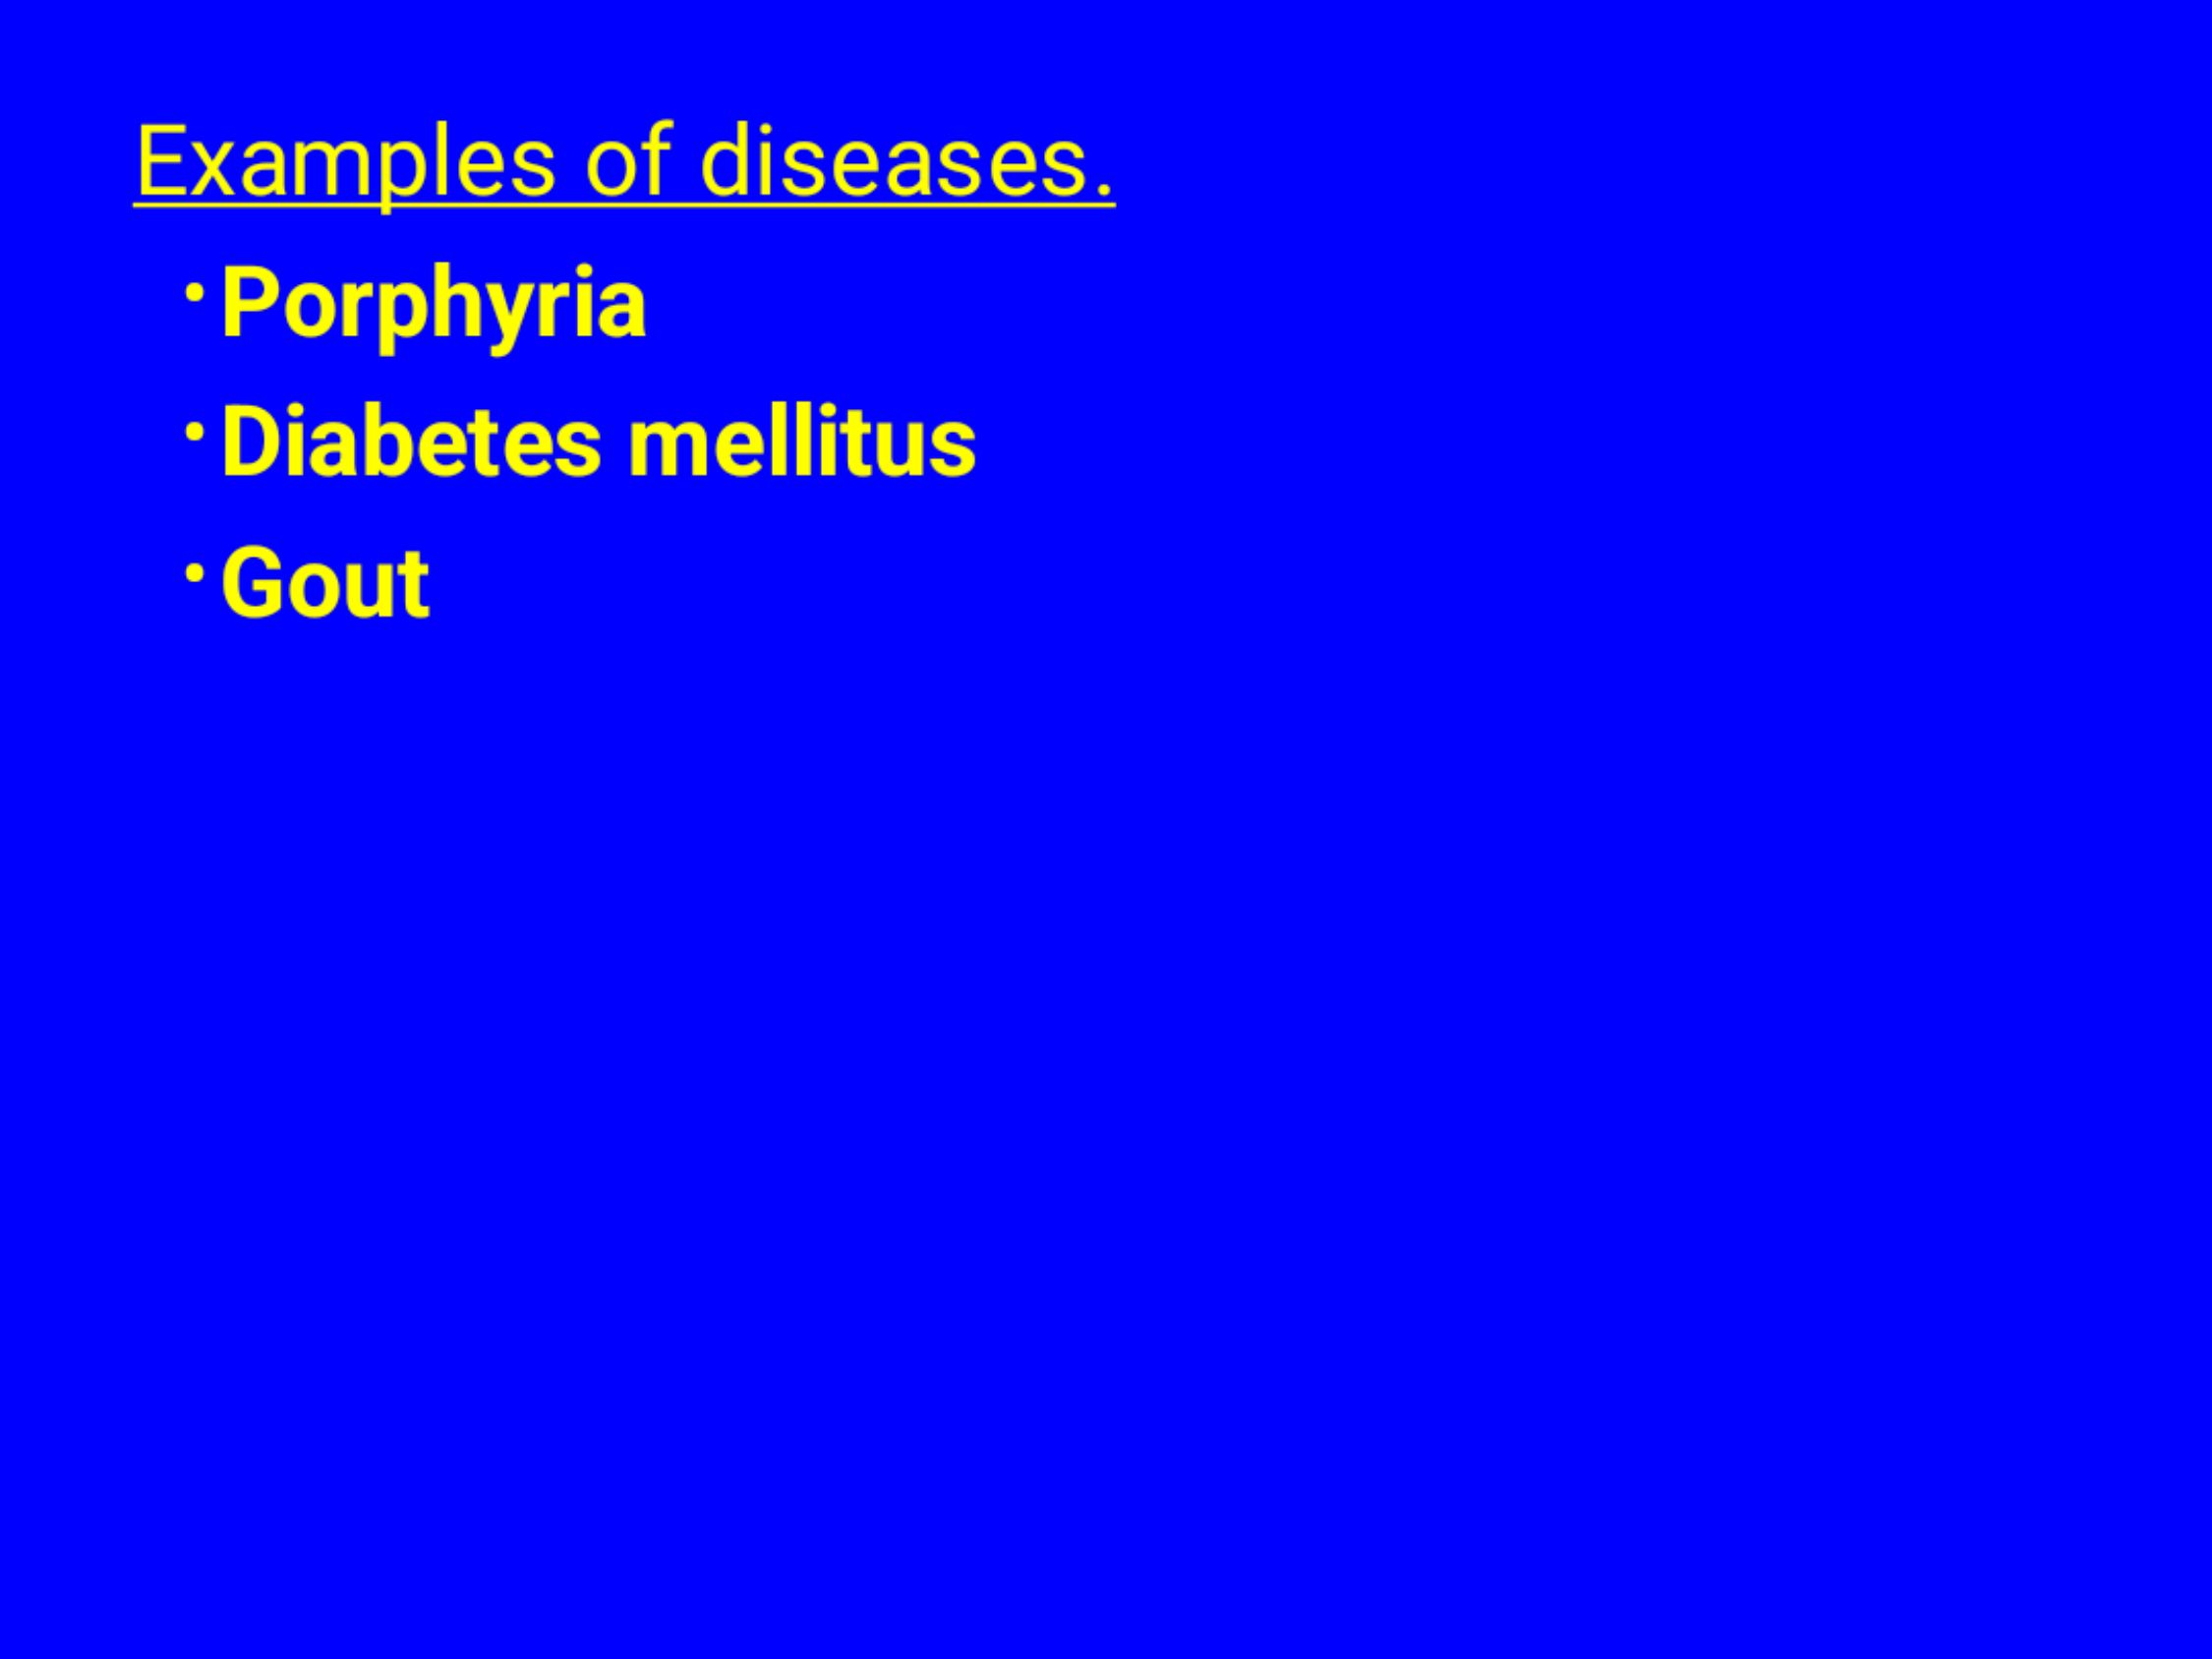 Examples of diseases.
• Porphyria
• Diabetes mellitus
• Gout